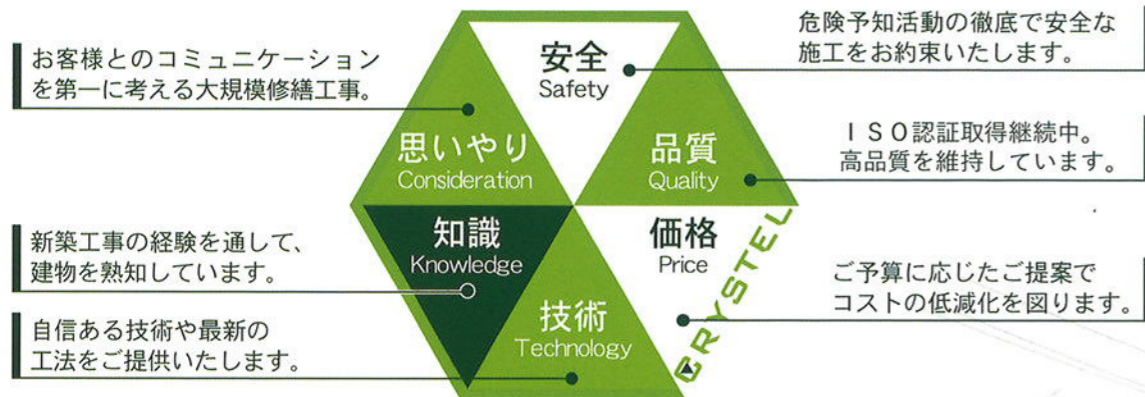 お客様とのコミュニケーション
を第一に考える大規模修繕工事。
危険予知活動の徹底で安全な
施工をお約束いたします。
安全
Safety
思いやり
Consideration
品質
Quality
ISO認証取得継続中。
高品質を維持しています。
知識
Knowledge
価格
Price
CRYSTEL
新築工事の経験を通して、
建物を熟知しています。
ご予算に応じたご提案で
コストの低減化を図ります。
技術
Technology
自信ある技術や最新の
工法をご提供いたします。